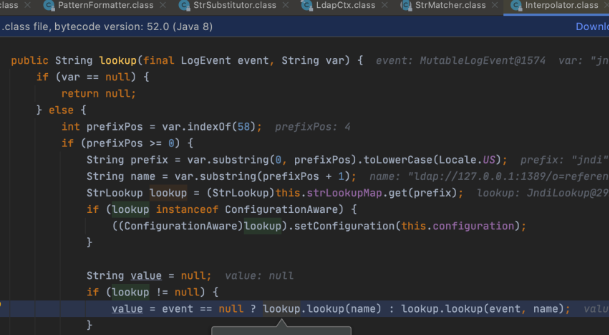 .class PatternFormatter.class StrSubstitutor.class LdapCtx.class StrMatcher.class Interpolator.class
.class file, bytecode version: 52.0 (Java 8) Downlo
public String lookup(final LogEvent event, String var) { event: MutableLogEvent@1574 var: "jn
if (var == null) {
return null;
} else {
int prefixPos = var.indexOf(58); prefixPos: 4
if (prefixPos >= 0) {
String prefix = var.substring(0, prefixPos).toLowerCase(Locale.US); prefix: "jndi"
String name = var.substring(prefixPos + 1); name: "ldap://127.0.0.1:1389/o=referen
StrLookup lookup = (StrLookup)this.strLookupMap.get(prefix); lookup: JndiLookup@29
if (lookup instanceof ConfigurationAware) {
((ConfigurationAware)lookup).setConfiguration(this.configuration);
}
String value = null; value: null
if (lookup != null) {
value = event == null ? lookup.lookup(name) : lookup.lookup(event, name); valu
}